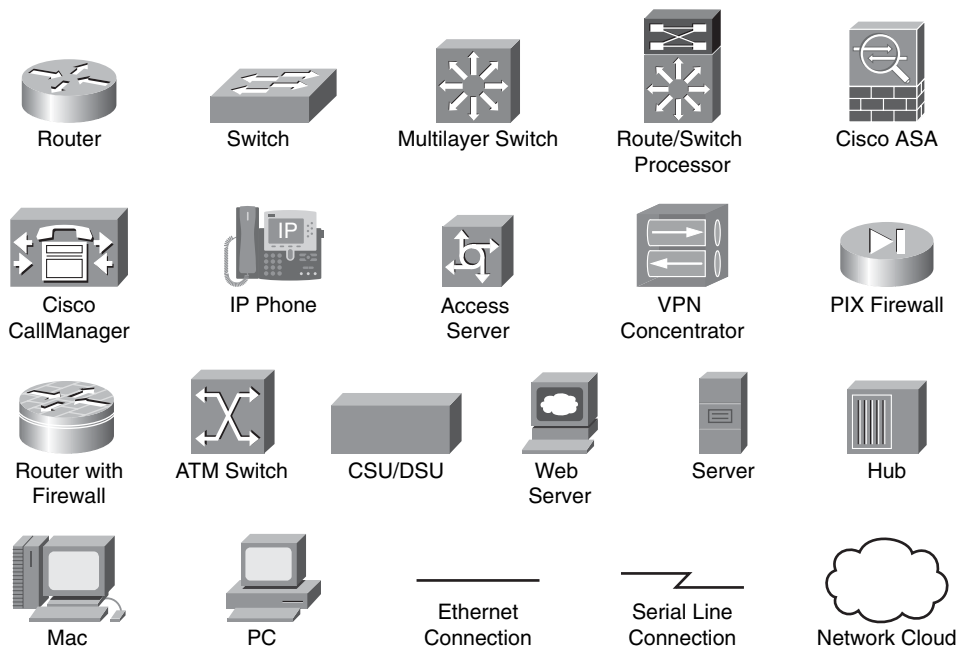 Router
Switch
Multilayer Switch
Route/Switch
Processor
Cisco ASA
Cisco
CallManager
IP
IP Phone
Access
Server
VPN
Concentrator
PIX Firewall
Router with
Firewall
ATM Switch
CSU/DSU
Web
Server
Server
Hub
Mac
PC
Ethernet
Connection
Serial Line
Connection
Network Cloud